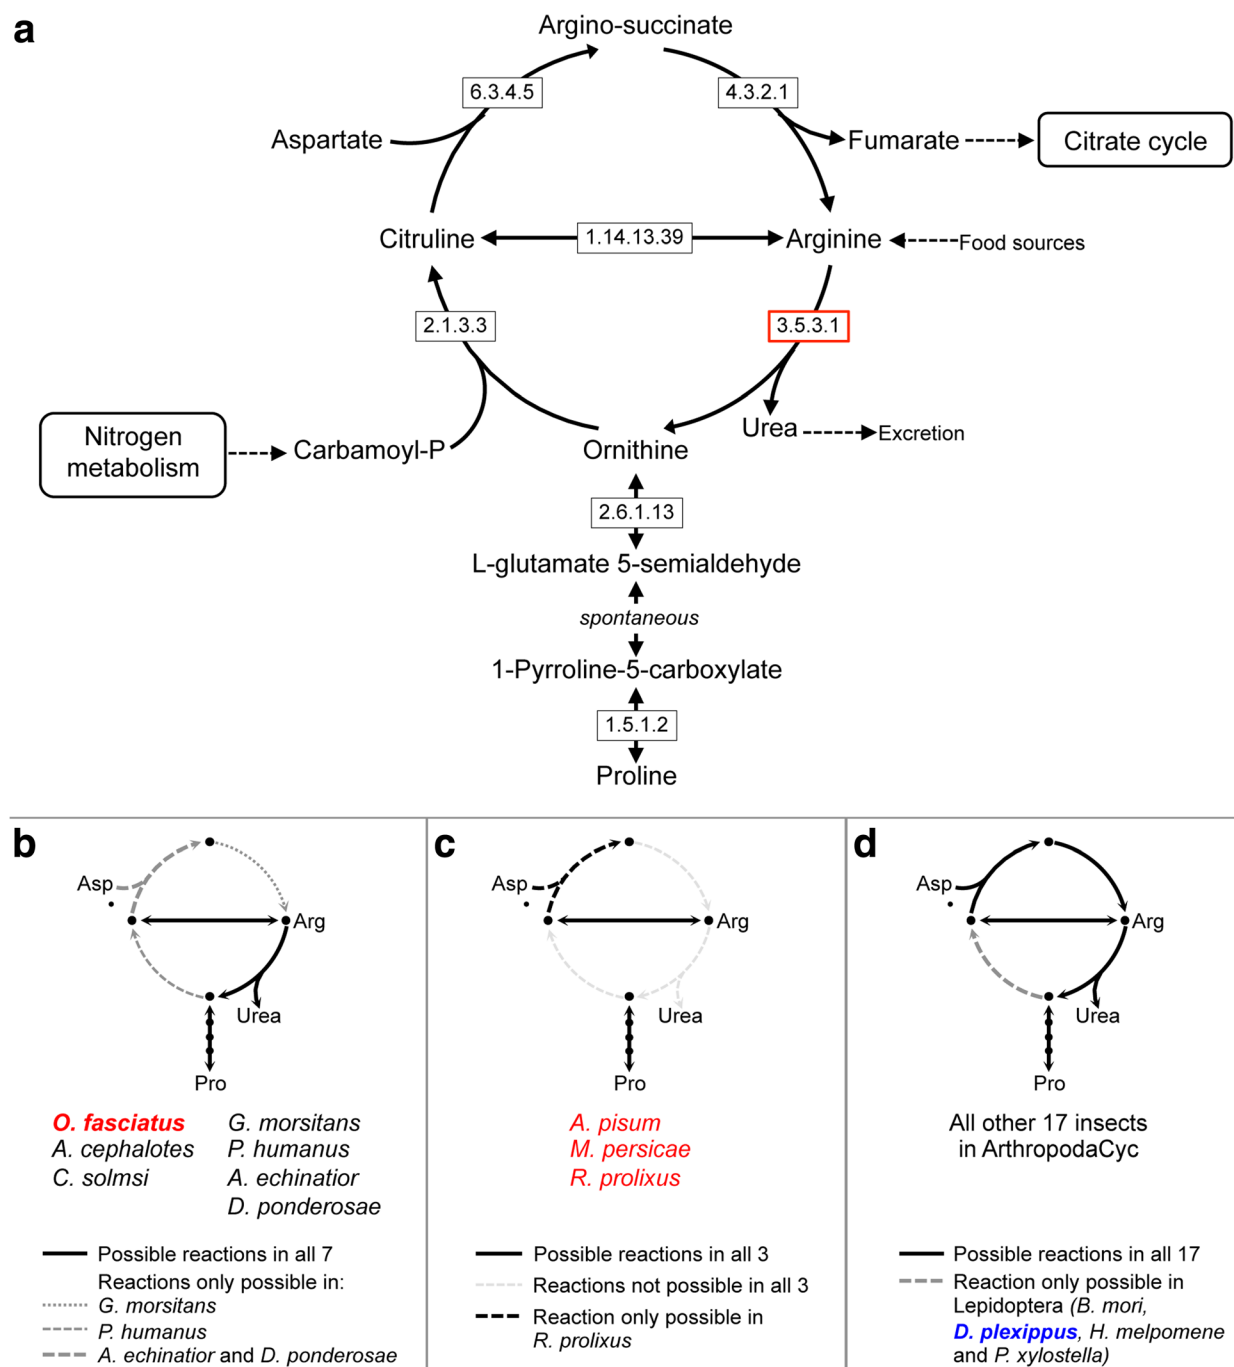 a
Argino-succinate
6.3.4.5
4.3.2.1
Aspartate
Fumarate
Citrate cycle
Citruline
1.14.13.39
Arginine
Food sources
2.1.3.3
3.5.3.1
Nitrogen
metabolism
Carbamoyl-P
Ornithine
Urea
Excretion
2.6.1.13
L-glutamate 5-semialdehyde
spontaneous
1-Pyrroline-5-carboxylate
1.5.1.2
Proline
b
Asp
Arg
Urea
Pro
O. fasciatus
A. cephalotes
C. solmsi
G. morsitans
P. humanus
A. echinatior
D. ponderosae
Possible reactions in all 7
Reactions only possible in:
G. morsitans
P. humanus
A. echinatior and D. ponderosae
c
Asp
Arg
Urea
Pro
A. pisum
M. persicae
R. prolixus
Possible reactions in all 3
Reactions not possible in all 3
Reaction only possible in
R. prolixus
d
Asp
Arg
Urea
Pro
All other 17 insects
in ArthropodaCyc
Possible reactions in all 17
Reaction only possible in
Lepidoptera (B. mori,
D. plexippus, H. melpomene
and P. xylostella)